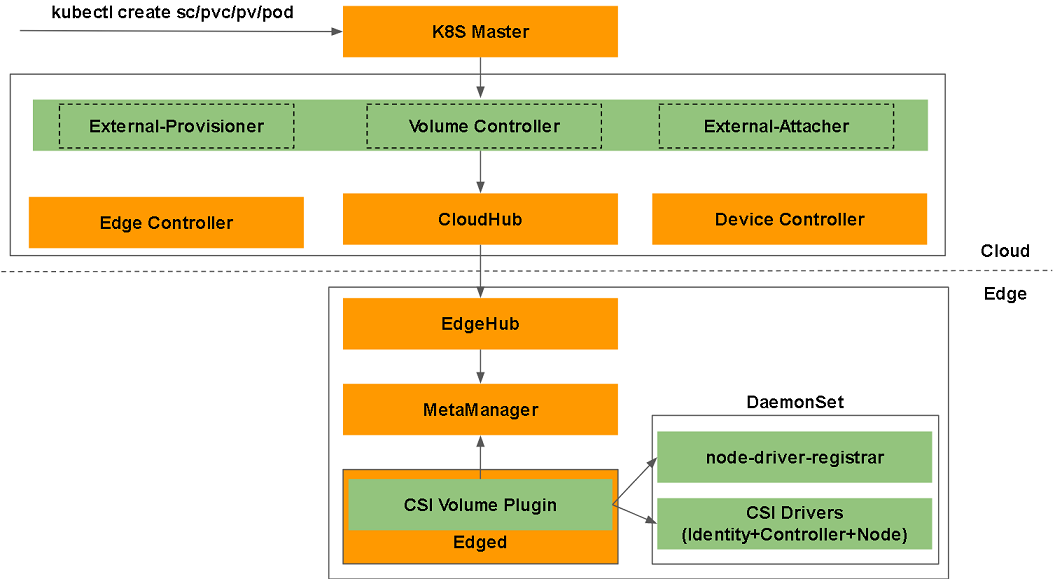 kubectl create sc/pvc/pv/pod
K8S Master
External-Provisioner
Volume Controller
External-Attacher
Edge Controller
CloudHub
Device Controller
Cloud
Edge
EdgeHub
MetaManager
DaemonSet
node-driver-registrar
CSI Volume Plugin
Edged
CSI Drivers
(Identity+Controller+Node)